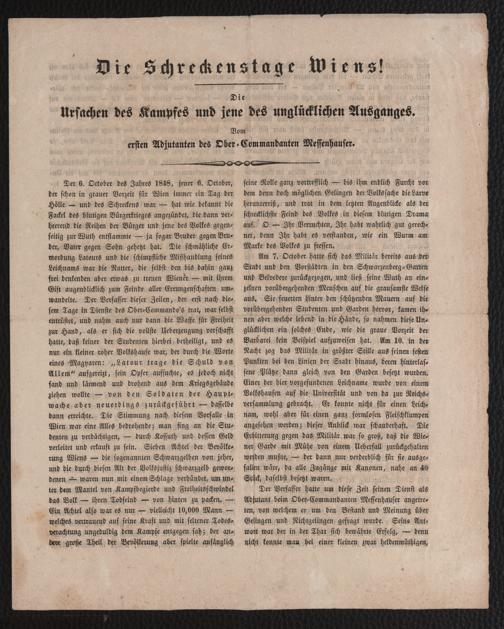 Die Schreckenstage Wiens!
Die
Ursachen des Kampfes und jene des unglücklichen Ausganges.
Vom
ersten Adjutanten des Ober-Commandanten Messenhauser.
Der 6. October des Jahres 1848, jener 6. October,
der schon in grauer Vorzeit für Wien immer ein Tag der
Hölle — und des Schreckens war — hat wie bekannt die
Fackel des blutigen Bürgerkrieges angezündet, die dann ver-
heerend die Reihen der Bürger und jene des Volkes gegen-
seitig zur Wuth entflammte — ja sogar Bruder gegen Bru-
der, Vater gegen Sohn gehetzt hat. Die schmähliche Er-
mordung Latours und die schimpfliche Mißhandlung seines
Leichnams war die Natter, die selbst den bis dahin ganz
frei denkenden aber etwas zu treuen Wiener — mit ihrem
Gift augenblicklich zum Feinde aller Errungenschaften um-
wandelte. Der Verfasser dieser Zeilen, der erst nach die-
sem Tage in Dienste des Ober-Commando's trat, war selbst
entrüstet, und nahm auch nur dann die Waffe für Freiheit
zur Hand, als er sich die vollste Ueberzeugung verschafft
hatte, daß keiner der Studenten hierbei betheiligt, und es
nur ein kleiner roher Volkshaufe war, der durch die Worte
eines Magyaren: „Latour trage die Schuld von
Allem" aufgereizt, sein Opfer aufsuchte, es jedoch nicht
fand und lärmend und drohend aus dem Kriegsgebäude
ziehen wollte — von den Soldaten der Haupt-
wache aber neuerdings zurückgeführt — dasselbe
dann erreichte. Die Stimmung nach diesem Vorfalle in
Wien war eine Alles bedrohende; man fing an die Stu-
denten zu verdächtigen, — durch Kossuth und dessen Geld
verleitet und erkauft zu sein. Sieben Achtel der Bevölke-
rung Wiens — die sogenannten Schwarzgelben von jeher,
und die durch diesen Akt der Volksjustiz schwarzgelb gewor-
denen — waren nun mit einem Schlage verbündet, um un-
ter dem Mantel von Kampfbegierde und Freiheitsschwindel
das Volk — ihren Todfeind — von hinten zu packen, —
Ein Achtel also war es nur — vielleicht 10,000 Mann —
welches vertrauend auf seine Kraft und mit seltener Todes-
verachtung ungeduldig dem Kampfe entgegen sah; der an-
dere große Theil der Bevölkerung aber spielte anfänglich
seine Rolle ganz vortrefflich — bis ihm endlich Furcht vor
dem denn doch möglichen Gelingen der Volkssache die Larve
herunterriß, und trat in dem letzten Augenblicke als der
schrecklichste Feind des Volkes in diesem blutigen Drama
auf. O — Ihr Verruchten, Ihr habt wahrlich gut gerech-
net, denn Ihr habt es verstanden, wie ein Wurm am
Marke des Volkes zu fressen.
Am 7. October hatte sich das Militär bereits aus der
Stadt und den Vorstädten in den Schwarzenberg-Garten
und Belvedere zurückgezogen, und ließ seine Wuth an ein-
zelnen vorübergehenden Menschen auf die grausamste Weise
aus. Sie feuerten hinter den schützenden Mauern auf die
vorübergehenden Studenten und Garden hervor, kamen ih-
nen aber welche lebend in die Hände, so nahmen diese Un-
glücklichen ein solches Ende, wie die graue Vorzeit der
Barbarei kein Beispiel aufzuweisen hat. Am 10. in der
Nacht zog das Militär in größter Stille aus seinen festen
Punkten bei den Linien der Stadt hinaus, deren hinterlas-
sene Plätze dann gleich von den Garden besetzt wurden.
Einer der hier vorgefundenen Leichname wurde von einem
Volkshaufen auf die Universität und von da zur Reichs-
versammlung gebracht. Er konnte nicht für einen Leich-
nam, wohl aber für einen ganz formlosen Fleischklumpen
angesehen werden; dieser Anblick war schauderhaft. Die
Erbitterung gegen das Militär war so groß, daß die Wie-
ner Garde mit Mühe von einem Ueberfall zurückgehalten
werden mußte, — der dann nur verderblich für sie ausge-
fallen wäre, da alle Zugänge mit Kanonen, nahe an 40
Stück, daselbst besetzt waren.
Der Verfasser hatte um diese Zeit seinen Dienst als
Adjutant beim Ober-Commandanten Messenhauser angetre-
ten, von welchem er um den Bestand und Meinung über
Gelingen und Nichtgelingen gefragt wurde. Seine Ant-
wort war der in der That sich bewährte Erfolg, — denn
nicht konnte man bei einer kleinen zwar heldenmüthigen,